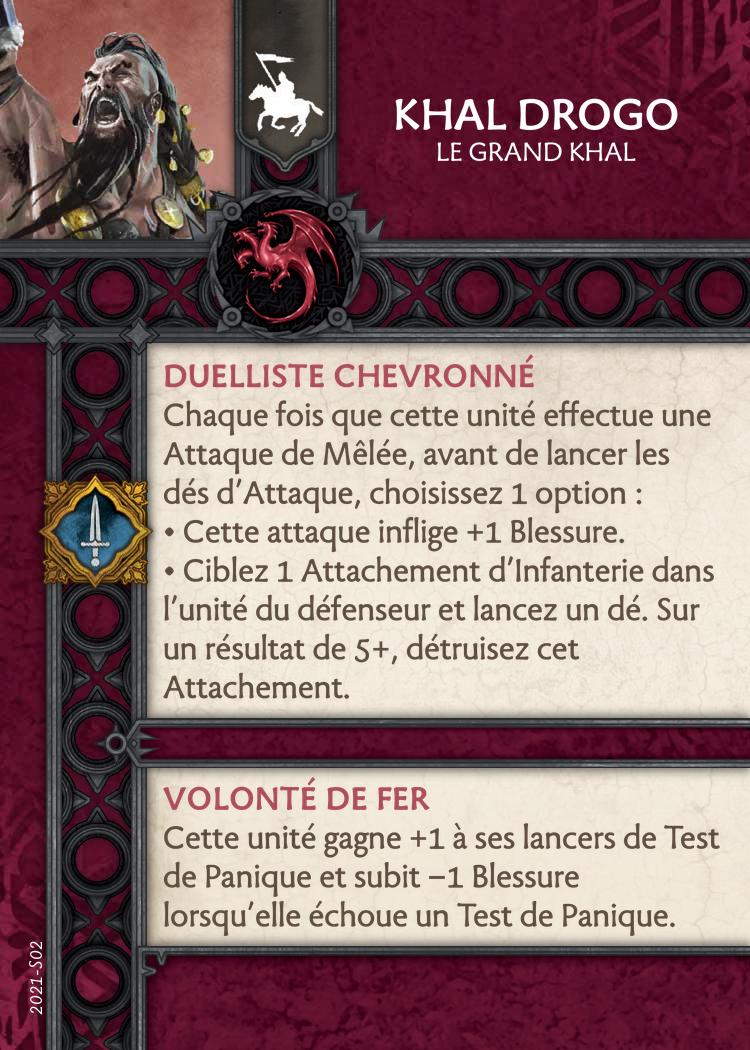 KHAL DROGO
LE GRAND KHAL
DUELLISTE CHEVRONNÉ
Chaque fois que cette unité effectue une
Attaque de Mêlée, avant de lancer les
dés d'Attaque, choisissez 1 option :
• Cette attaque inflige +1 Blessure.
• Ciblez 1 Attachement d'Infanterie dans
l'unité du défenseur et lancez un dé. Sur
un résultat de 5+, détruisez cet
Attachement.
VOLONTÉ DE FER
Cette unité gagne +1 à ses lancers de Test
de Panique et subit −1 Blessure
lorsqu'elle échoue un Test de Panique.
2021-S02